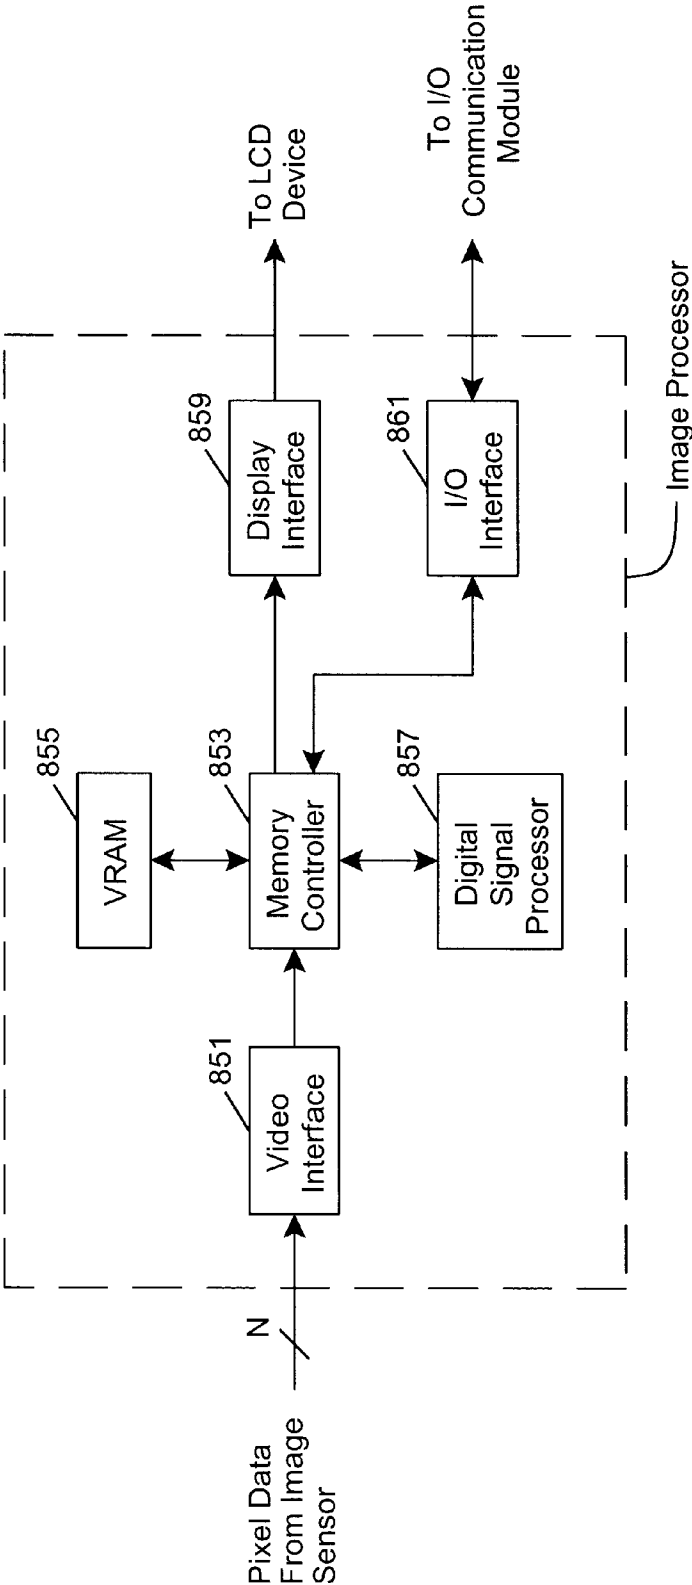 855
VRAM
Pixel Data
From Image
Sensor
N
851
Video
Interface
853
Memory
Controller
859
Display
Interface
To LCD
Device
857
Digital
Signal
Processor
861
I/O
Interface
To I/O
Communication
Module
Image Processor